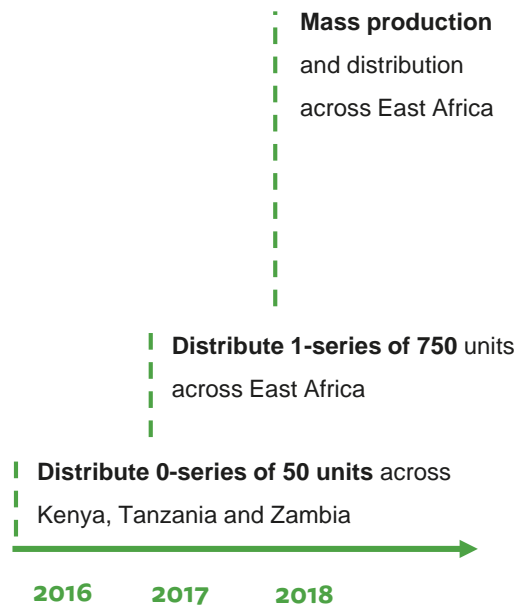 Mass production
and distribution
across East Africa
Distribute 1-series of 750 units
across East Africa
Distribute 0-series of 50 units across
Kenya, Tanzania and Zambia
2016 2017 2018